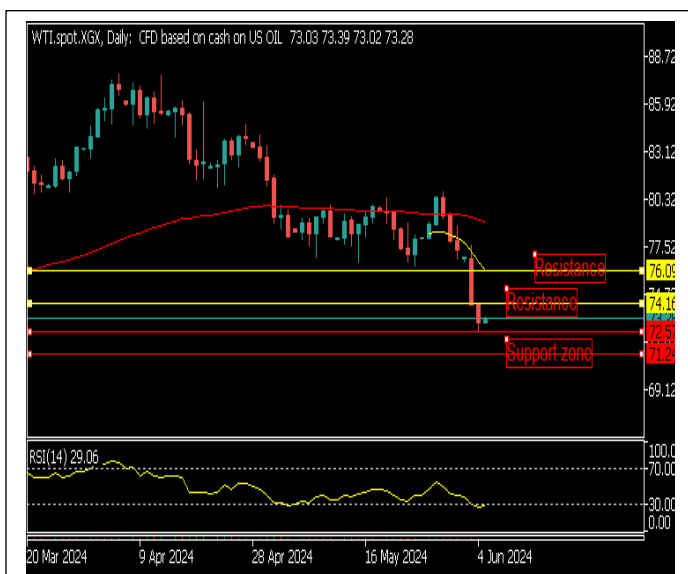 WTI.spot.XGX, Daily: CFD based on cash on US OIL 73.03 73.39 73.02 73.28
88.72
85.92
83.12
80.32
77.52
Resistance
76.09
Resistance
74.16
72.57
Support zone
71.24
69.12
RSI(14) 29.06
100.0
70.00
30.00
0.00
20 Mar 2024
9 Apr 2024
28 Apr 2024
16 May 2024
4 Jun 2024